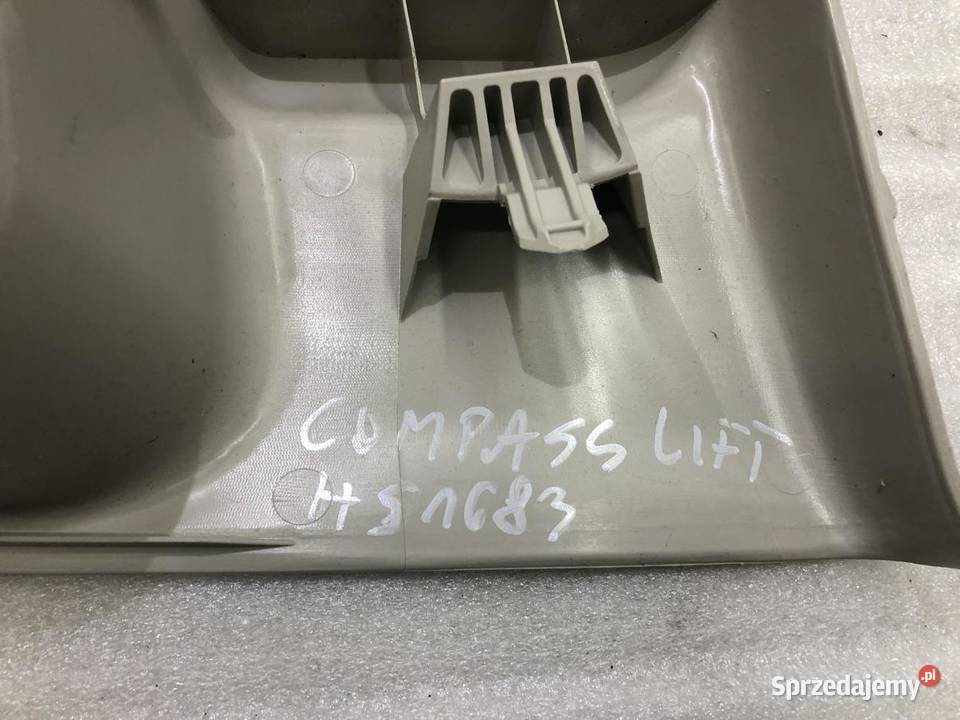 COMPASS LIFT
HS1683
Sprzedajemy.pl